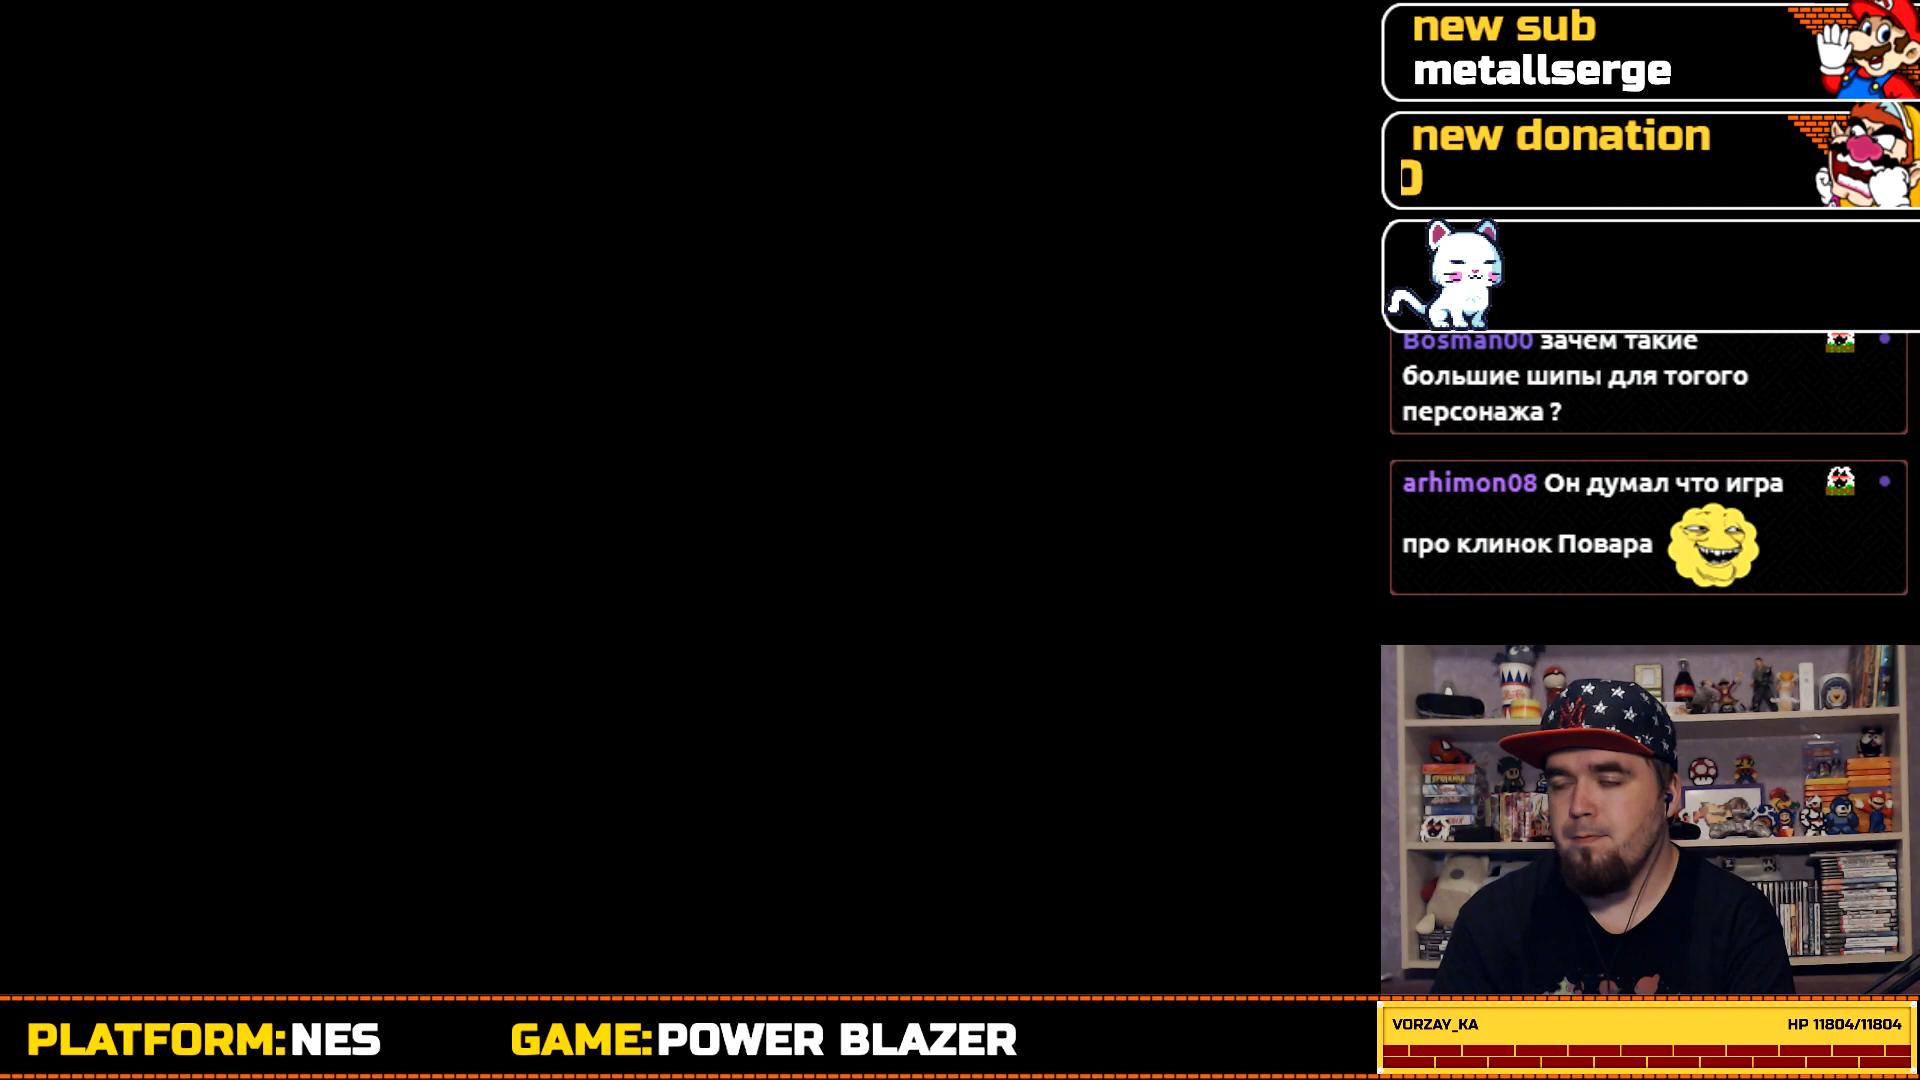 new sub
metallserge
new donation
Bosman00 зачем такие
большие шипы для тогого
персонажа ?
arhimon08 Он думал что игра
про клинок Повара
PLATFORM:NES
GAME:POWER BLAZER
VORZAY_KA
HP 11804/11804